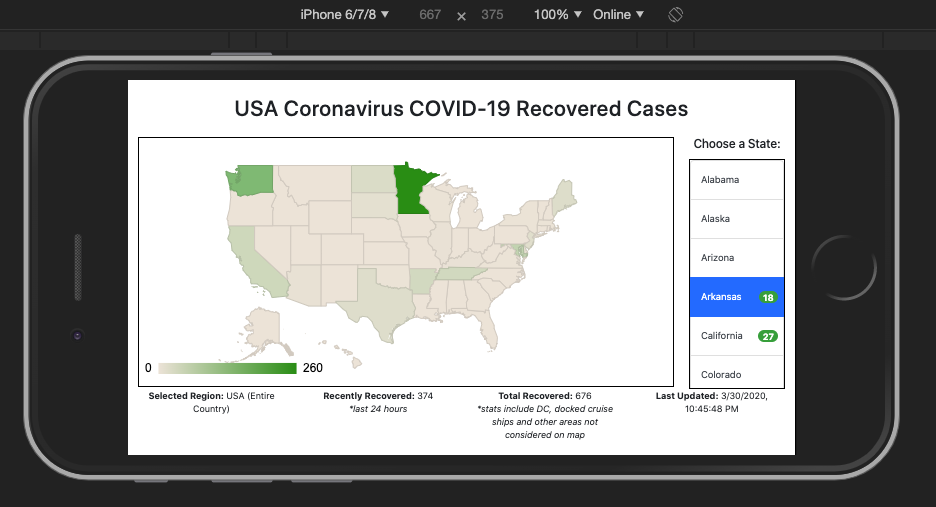 iPhone 6/7/8 ▼ 667 × 375 100% ▼ Online ▼
USA Coronavirus COVID-19 Recovered Cases
Choose a State:
Alabama
Alaska
Arizona
Arkansas 18
California 27
Colorado
0 260
Selected Region: USA (Entire
Country)
Recently Recovered: 374
*last 24 hours
Total Recovered: 676
*stats include DC, docked cruise
ships and other areas not
considered on map
Last Updated: 3/30/2020,
10:45:48 PM